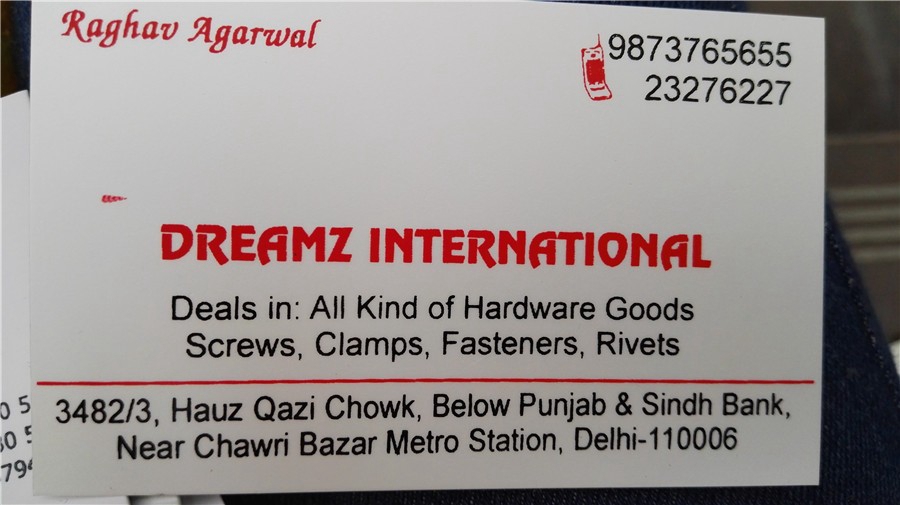 Raghav Agarwal
9873765655
23276227
DREAMZ INTERNATIONAL
Deals in: All Kind of Hardware Goods
Screws, Clamps, Fasteners, Rivets
3482/3, Hauz Qazi Chowk, Below Punjab & Sindh Bank,
Near Chawri Bazar Metro Station, Delhi-110006